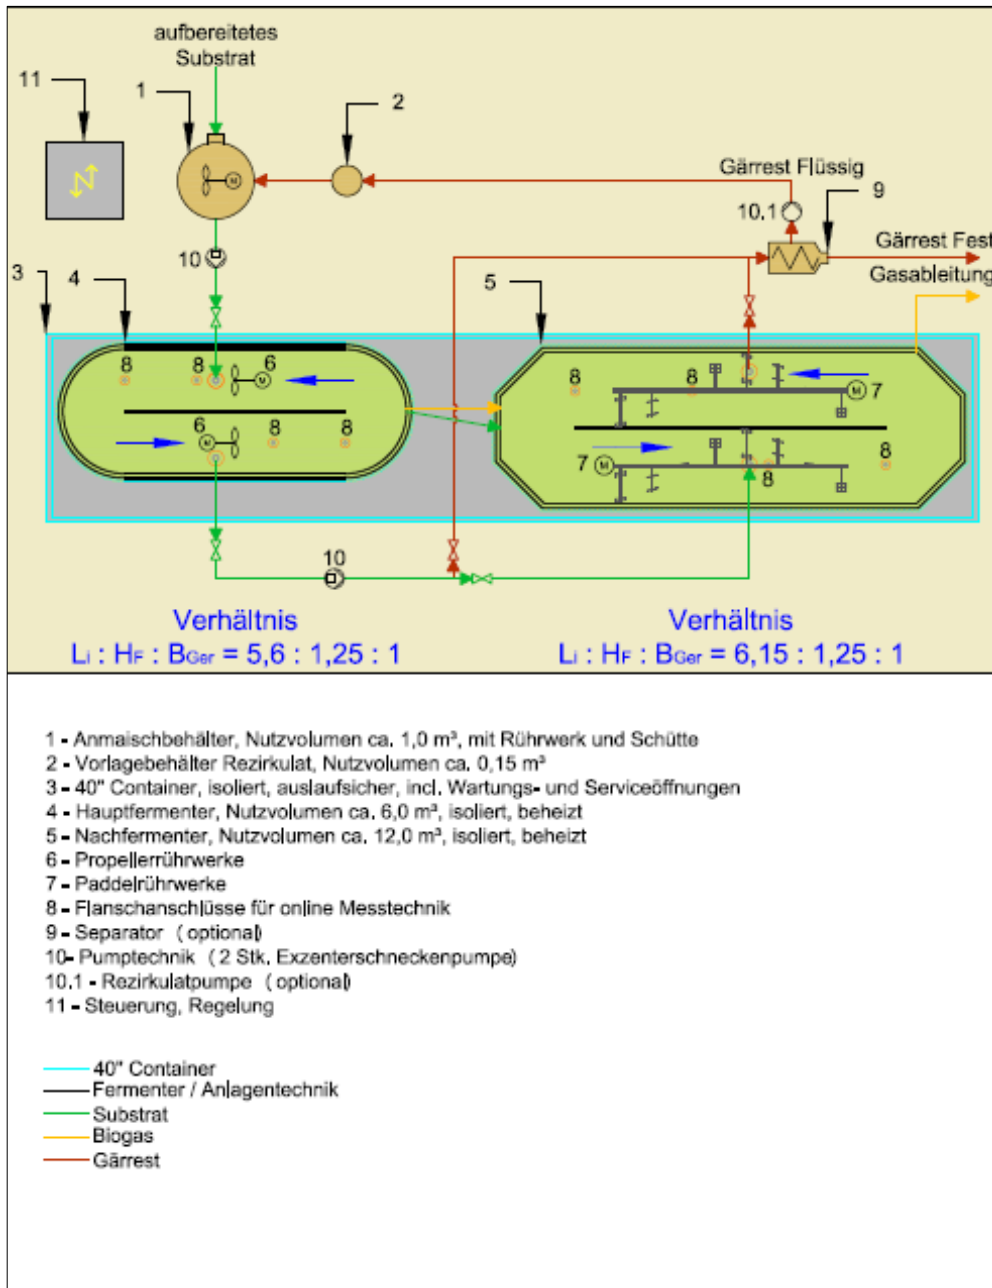 aufbereitetes
Substrat
11
1
2
Gärrest Flüssig
10.1
9
Gärrest Fest
Gasableitung
10
3
4
5
8
8
6
M
M
7
8
8
6
M
8
8
7
M
8
8
10
Verhältnis
Li : HF : BGer = 5,6 : 1,25 : 1
Verhältnis
Li : HF : BGer = 6,15 : 1,25 : 1
1 - Anmaischbehälter, Nutzvolumen ca. 1,0 m³, mit Rührwerk und Schütte
2 - Vorlagebehälter Rezirkulat, Nutzvolumen ca. 0,15 m³
3 - 40" Container, isoliert, auslaufsicher, incl. Wartungs- und Serviceöffnungen
4 - Hauptfermenter, Nutzvolumen ca. 6,0 m³, isoliert, beheizt
5 - Nachfermenter, Nutzvolumen ca. 12,0 m³, isoliert, beheizt
6 - Propellerrührwerke
7 - Paddelrührwerke
8 - Flanschanschlüsse für online Messtechnik
9 - Separator ( optional)
10- Pumptechnik ( 2 Stk. Exzenterschneckenpumpe)
10.1 - Rezirkulatpumpe ( optional)
11 - Steuerung, Regelung
40" Container
Fermenter / Anlagentechnik
Substrat
Biogas
Gärrest